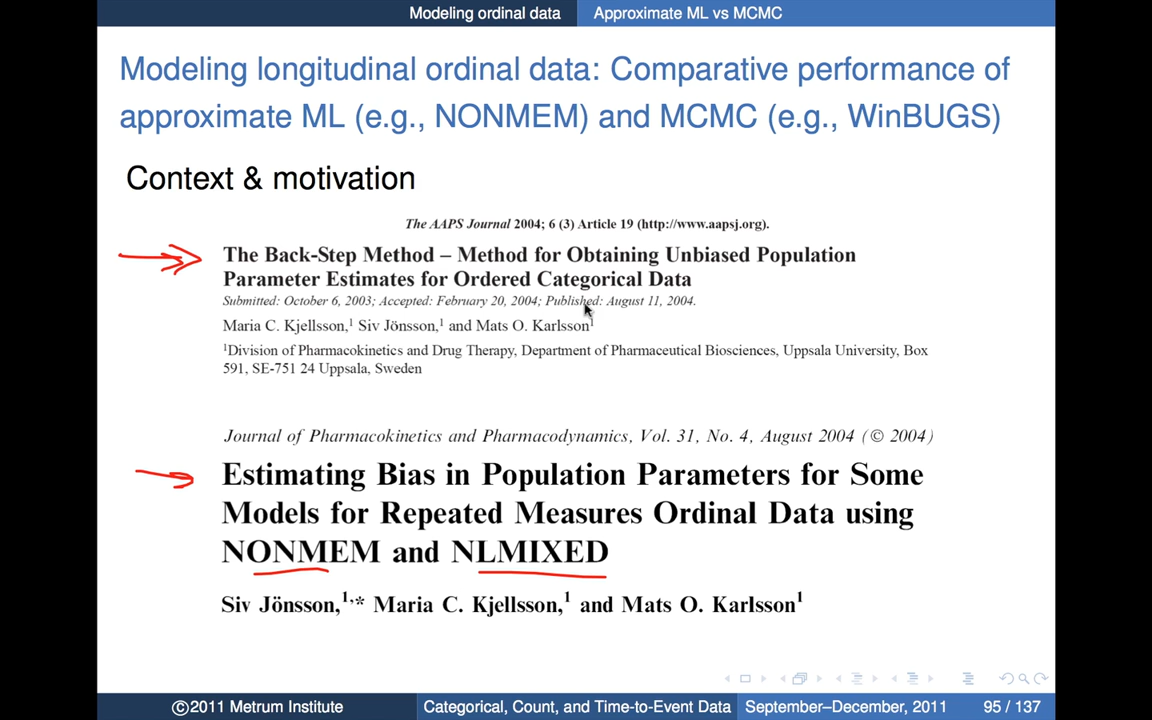 Modeling ordinal data Approximate ML vs MCMC
Modeling longitudinal ordinal data: Comparative performance of
approximate ML (e.g., NONMEM) and MCMC (e.g., WinBUGS)
Context & motivation
The AAPS Journal 2004; 6 (3) Article 19 (http://www.aapsj.org).
The Back-Step Method – Method for Obtaining Unbiased Population
Parameter Estimates for Ordered Categorical Data
Submitted: October 6, 2003; Accepted: February 20, 2004; Published: August 11, 2004.
Maria C. Kjellsson,¹ Siv Jönsson,¹ and Mats O. Karlsson¹
¹Division of Pharmacokinetics and Drug Therapy, Department of Pharmaceutical Biosciences, Uppsala University, Box
591, SE-751 24 Uppsala, Sweden
Journal of Pharmacokinetics and Pharmacodynamics, Vol. 31, No. 4, August 2004 (© 2004)
Estimating Bias in Population Parameters for Some
Models for Repeated Measures Ordinal Data using
NONMEM and NLMIXED
Siv Jönsson,¹,* Maria C. Kjellsson,¹ and Mats O. Karlsson¹
©2011 Metrum Institute Categorical, Count, and Time-to-Event Data September–December, 2011 95 / 137